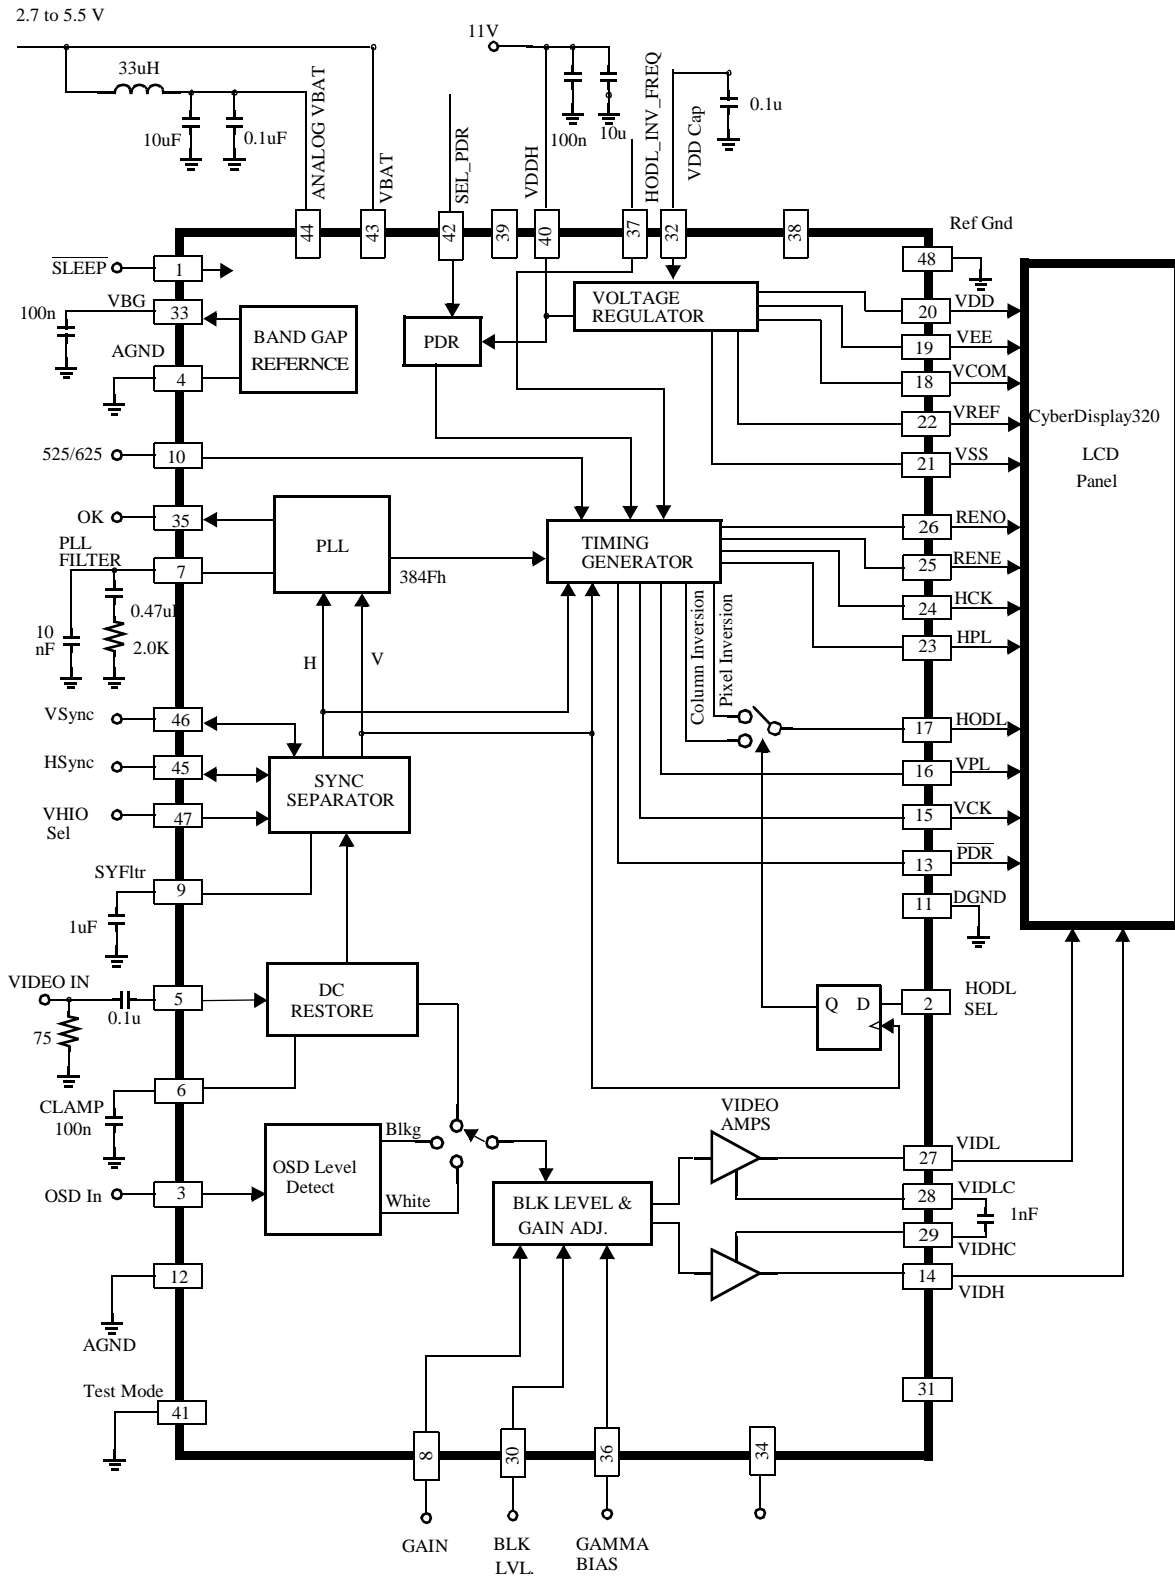 2.7 to 5.5 V
11V
33uH
10uF
0.1uF
ANALOG VBAT
VBAT
SEL_PDR
VDDH
100n
10u
HODL_INV_FREQ
VDD Cap
0.1u
44
43
42
39
40
37
32
38
Ref Gnd
48
SLEEP
1
VBG
33
100n
AGND
4
BAND GAP
REFERNCE
PDR
VOLTAGE
REGULATOR
20
VDD
19
VEE
18
VCOM
22
VREF
21
VSS
CyberDisplay320
LCD
Panel
525/625
10
OK
35
PLL
FILTER
7
0.47u
10
nF
2.0K
PLL
384Fh
TIMING
GENERATOR
26
RENO
25
RENE
24
HCK
23
HPL
H
V
Column Inversion
Pixel Inversion
VSync
46
HSync
45
VHIO
Sel
47
SYNC
SEPARATOR
17
HODL
16
VPL
15
VCK
13
PDR
11
DGND
SYFltr
9
1uF
VIDEO IN
5
0.1u
75
DC
RESTORE
Q
D
2
HODL
SEL
6
CLAMP
100n
OSD In
3
OSD Level
Detect
Blkg
White
BLK LEVEL &
GAIN ADJ.
VIDEO
AMPS
27
VIDL
28
VIDLC
1nF
29
VIDHC
14
VIDH
12
AGND
Test Mode
41
31
8
30
36
34
GAIN
BLK
LVL.
GAMMA
BIAS